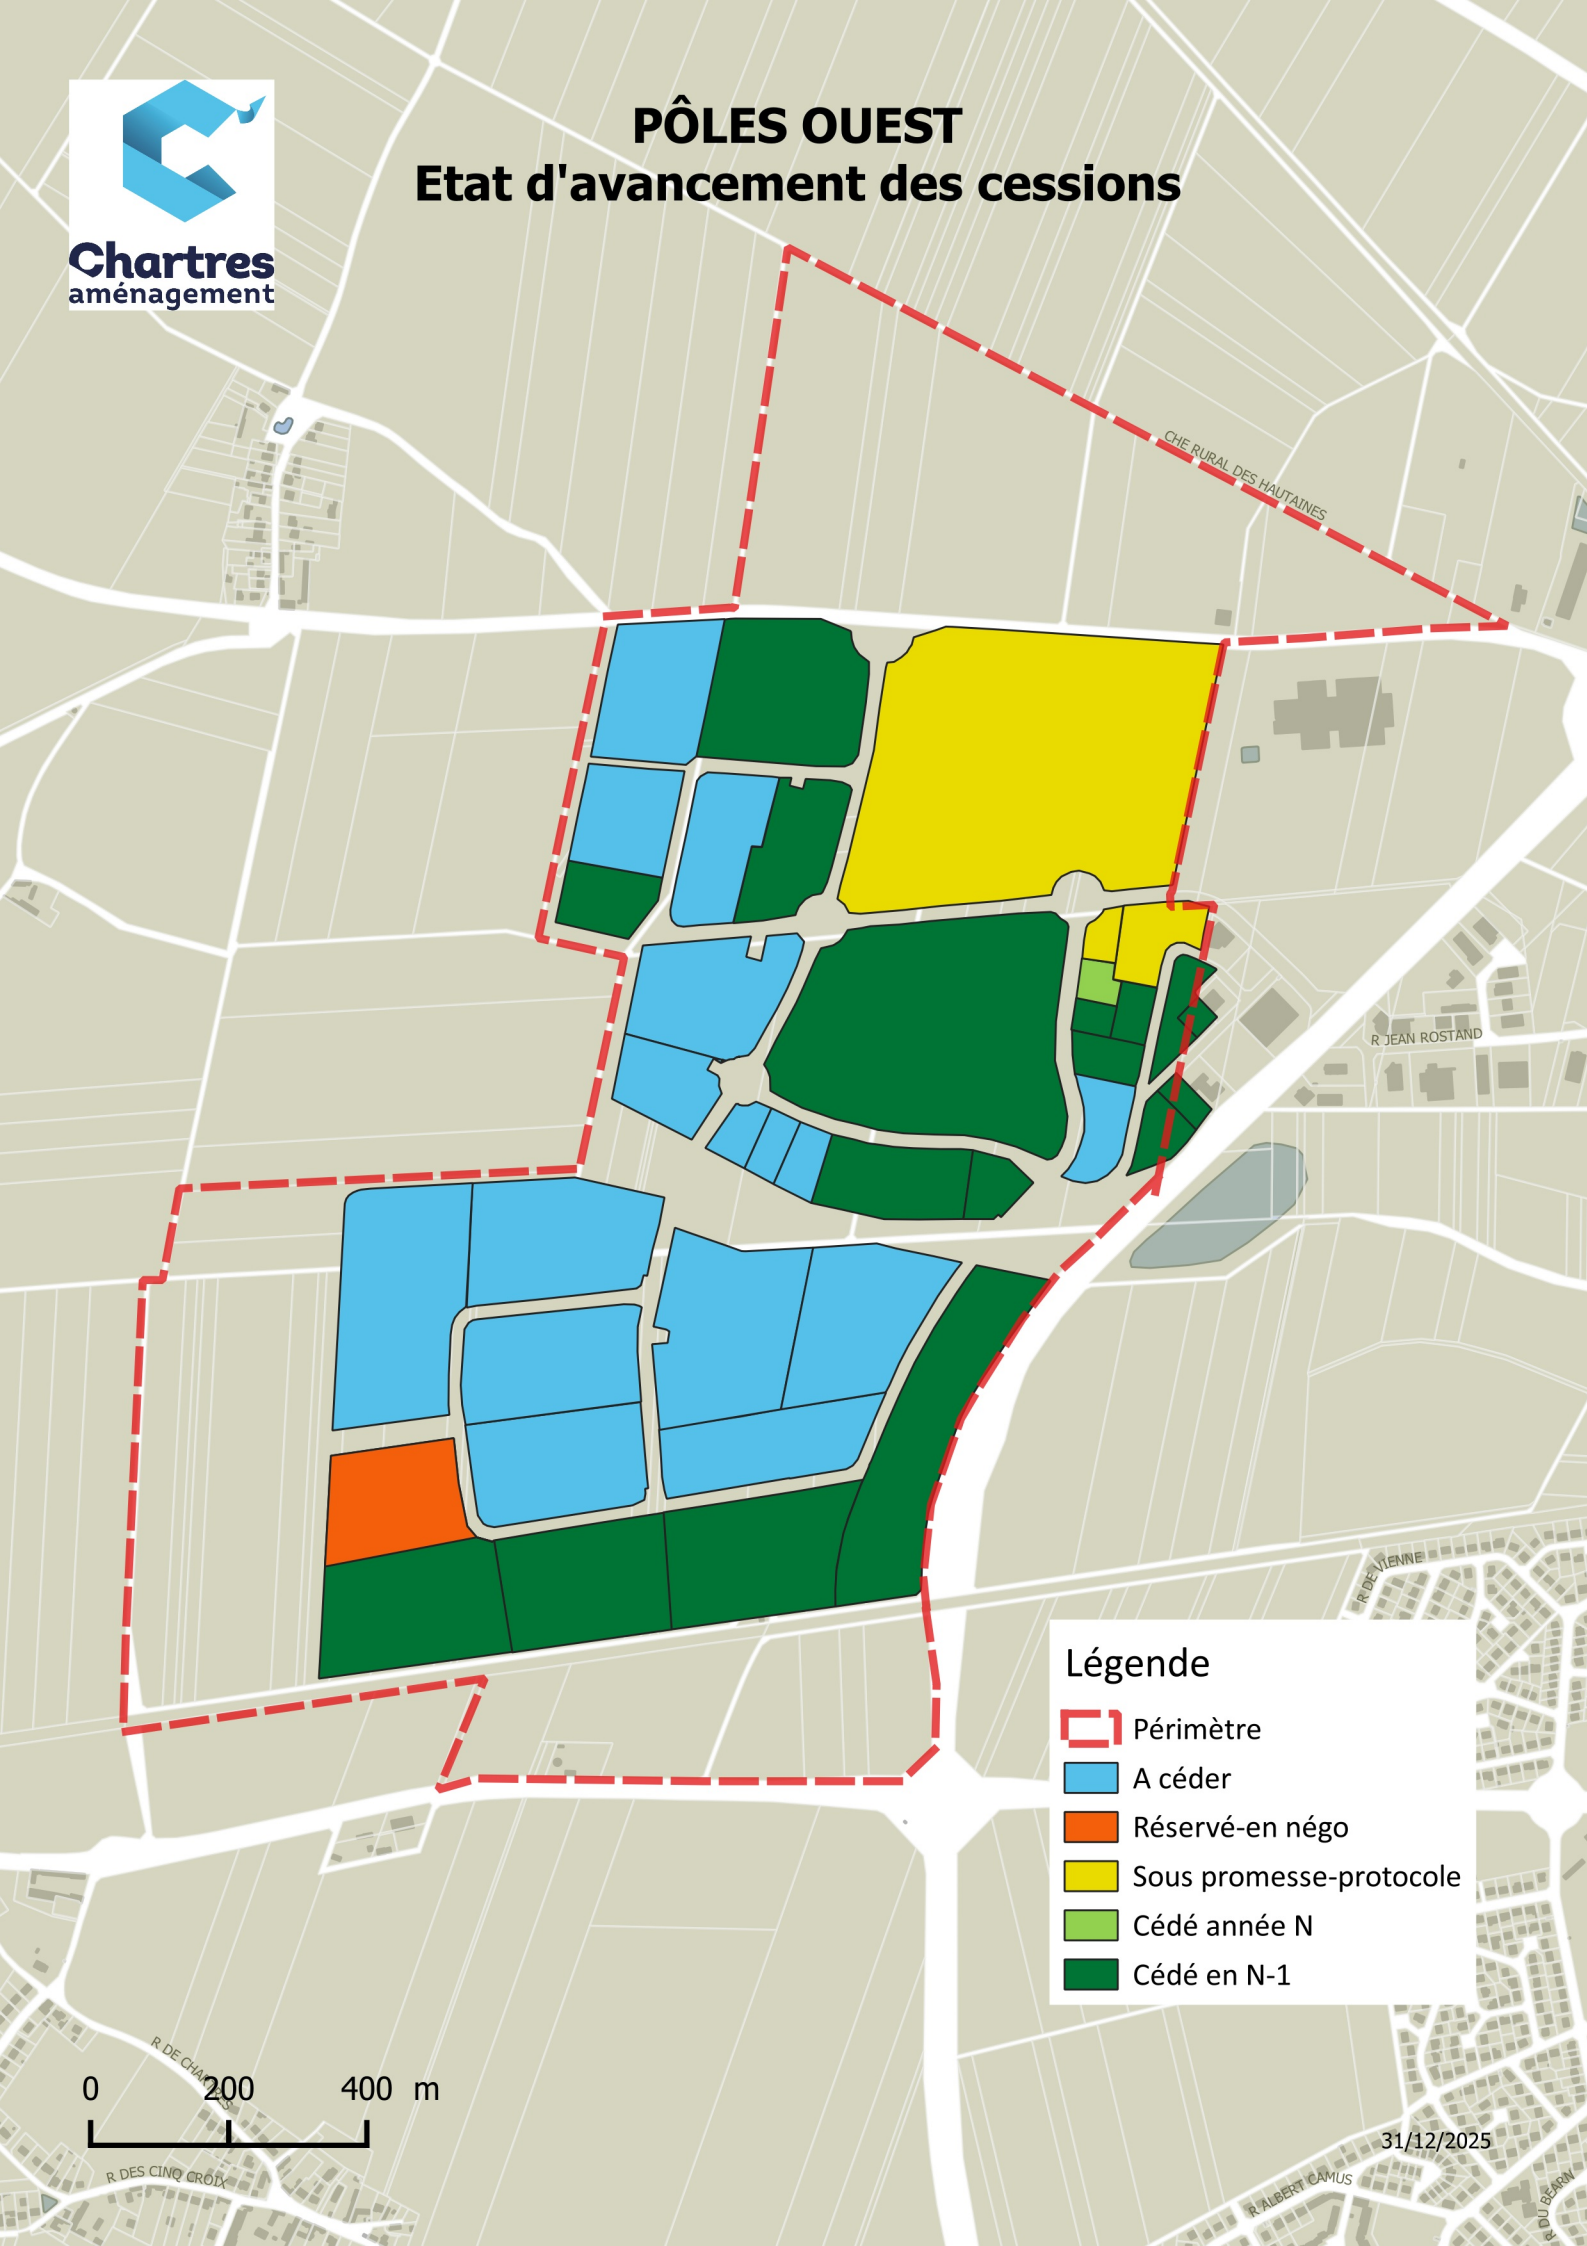 PÔLES OUEST
Etat d'avancement des cessions
Chartres
aménagement
CHE RURAL DES HAUTAINES
R JEAN ROSTAND
R DE VIENNE
Légende
Périmètre
A céder
Réservé-en négo
Sous promesse-protocole
Cédé année N
Cédé en N-1
R DE CHARTRES
0 200 400 m
31/12/2025
R DES CINQ CROIX
R ALBERT CAMUS
R DU BEARN